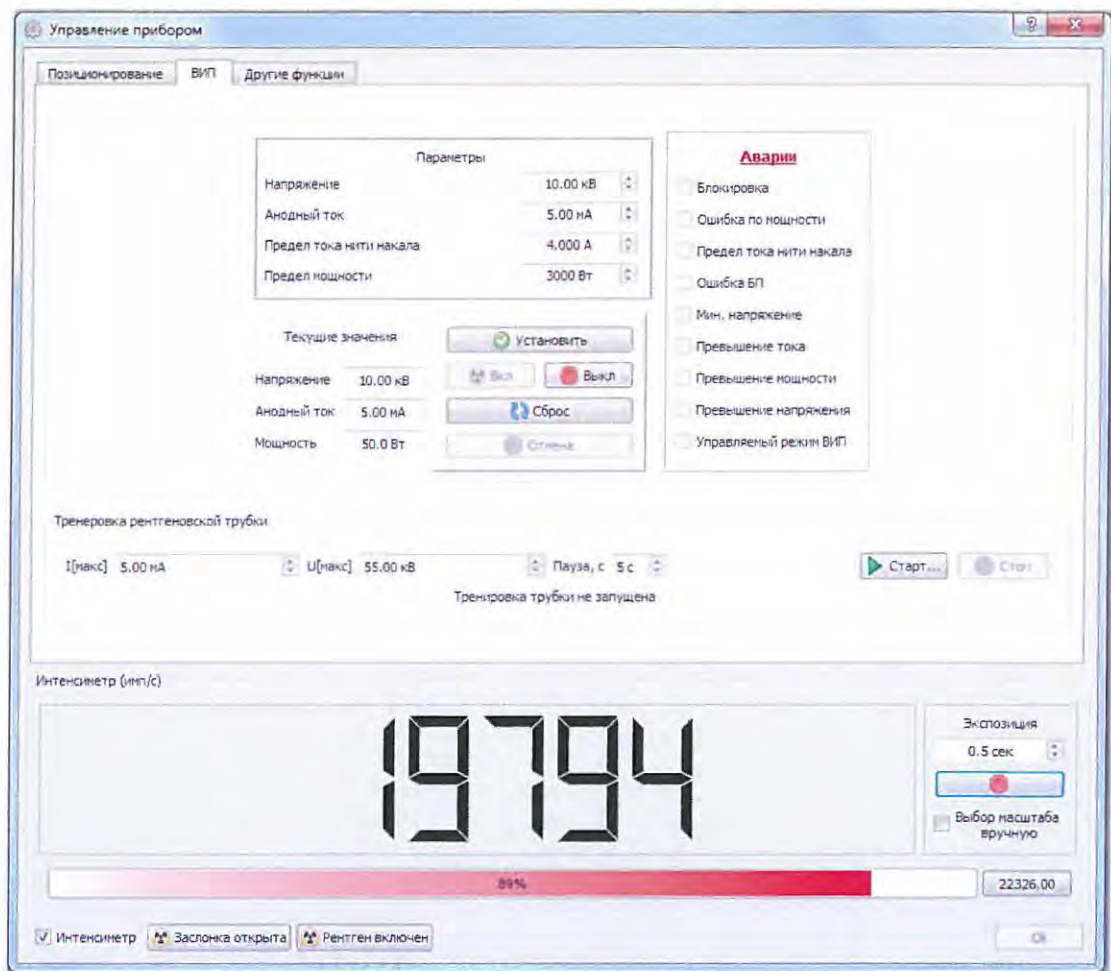 Управление прибором
Позиционирование ВИП Другие функции
Параметры
Напряжение 10.00 кВ
Анодный ток 5.00 мА
Предел тока нити накала 4.000 А
Предел мощности 3000 Вт
Аварии
Блокировка
Ошибка по мощности
Предел тока нити накала
Ошибка БП
Мин. напряжение
Превышение тока
Превышение мощности
Превышение напряжения
Управляемый режим ВИП
Текущие значения
Напряжение 10.00 кВ
Анодный ток 5.00 мА
Мощность 50.0 Вт
Установить
Вкл Выкл
Сброс
Отмена
Тренеровка рентгеновской трубки
I[макс] 5.00 мА U[макс] 55.00 кВ Пауза, с 5 с Старт... Стоп
Тренировка трубки не запущена
Интенсиметр (имп/с)
19794
Экспозиция
0.5 сек
Выбор масштаба
вручную
89% 22326.00
Интенсиметр Заслонка открыта Рентген включен Ok